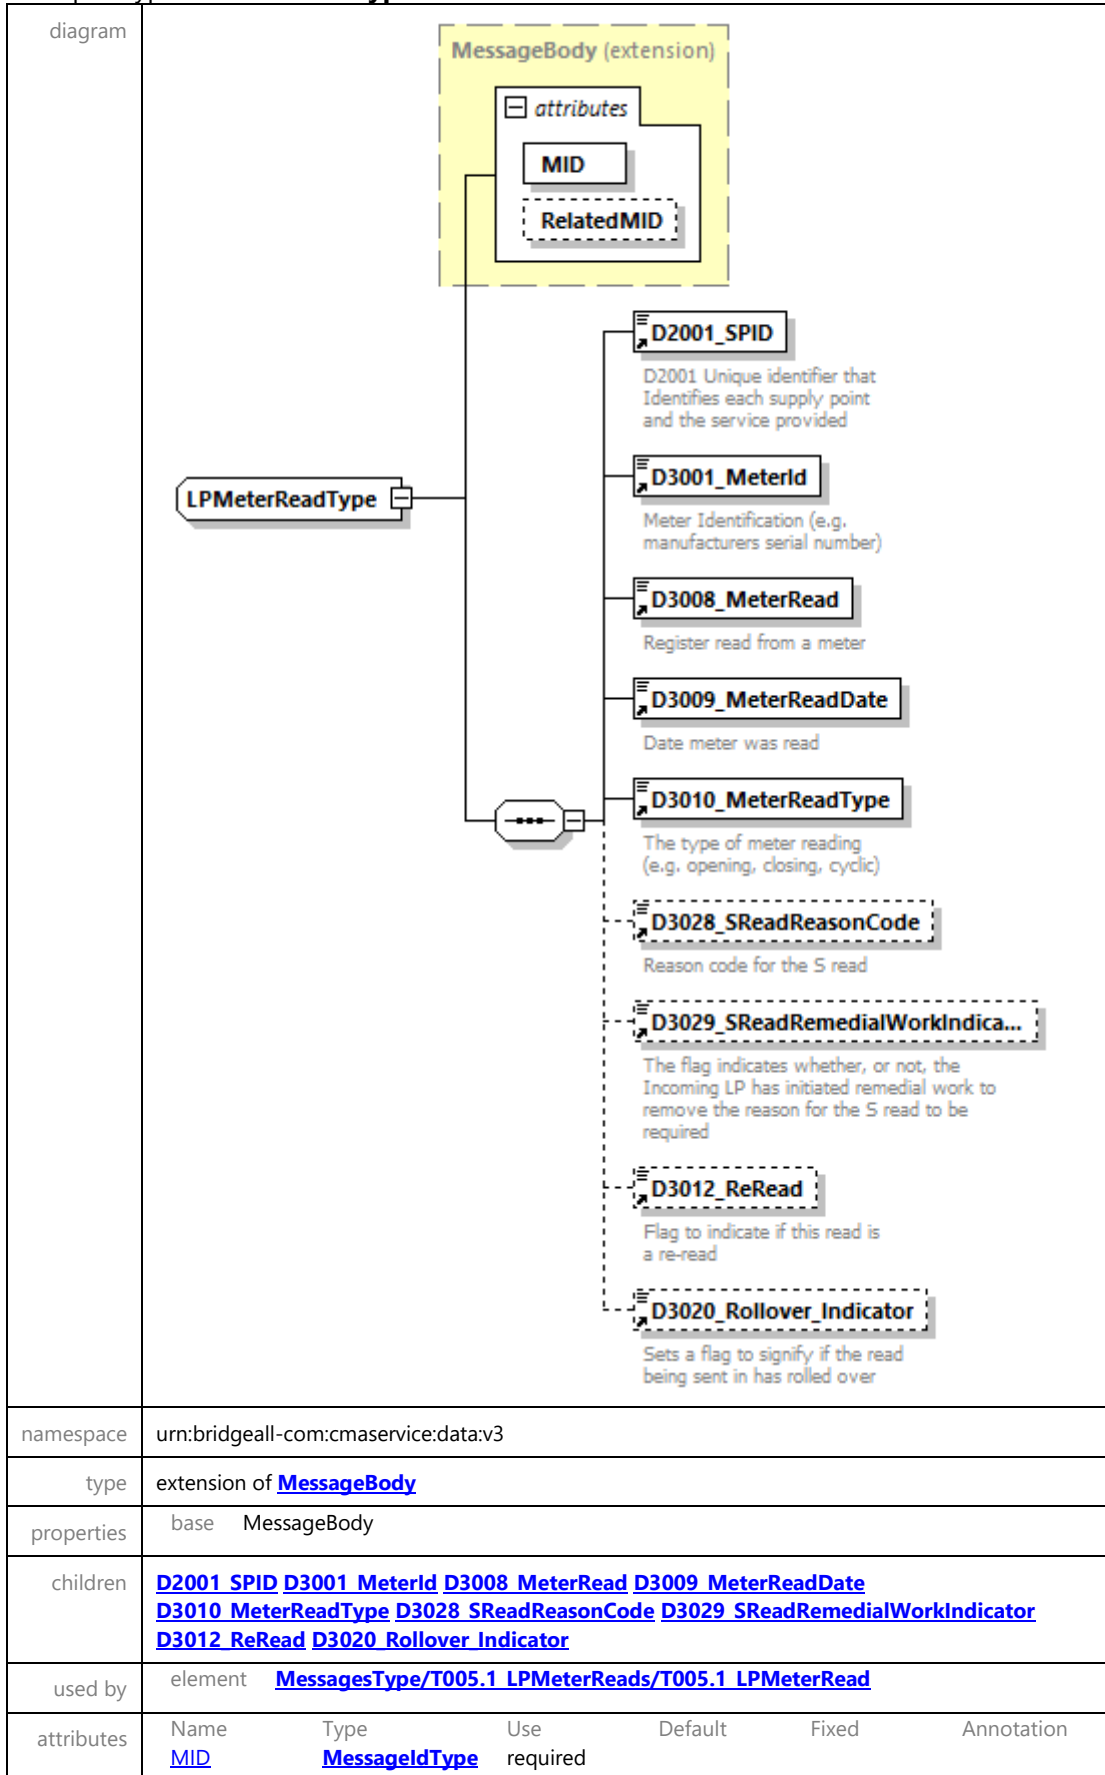 diagram
MessageBody (extension)
attributes
MID
RelatedMID
D2001_SPID
D2001 Unique identifier that
Identifies each supply point
and the service provided
LPMeterReadType
D3001_MeterId
Meter Identification (e.g.
manufacturers serial number)
D3008_MeterRead
Register read from a meter
D3009_MeterReadDate
Date meter was read
D3010_MeterReadType
The type of meter reading
(e.g. opening, closing, cyclic)
D3028_SReadReasonCode
Reason code for the S read
D3029_SReadRemedialWorkIndica...
The flag indicates whether, or not, the
Incoming LP has initiated remedial work to
remove the reason for the S read to be
required
D3012_ReRead
Flag to indicate if this read is
a re-read
D3020_Rollover_Indicator
Sets a flag to signify if the read
being sent in has rolled over
namespace urn:bridgeall-com:cmaservice:data:v3
type extension of MessageBody
properties base MessageBody
children D2001_SPID D3001_MeterId D3008_MeterRead D3009_MeterReadDate
D3010_MeterReadType D3028_SReadReasonCode D3029_SReadRemedialWorkIndicator
D3012_ReRead D3020_Rollover_Indicator
used by element MessagesType/T005.1_LPMeterReads/T005.1_LPMeterRead
attributes Name Type Use Default Fixed Annotation
MID MessageIdType required